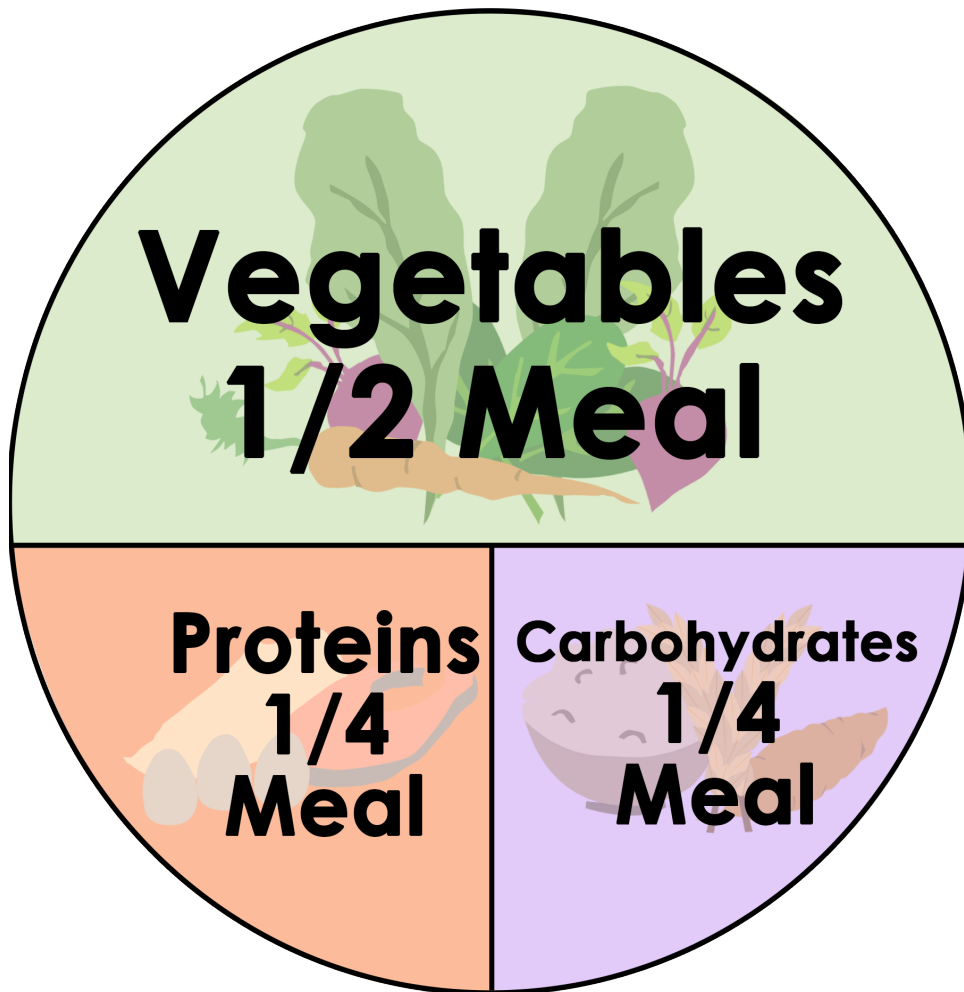 Vegetables
1/2 Meal
Proteins
1/4
Meal
Carbohydrates
1/4
Meal